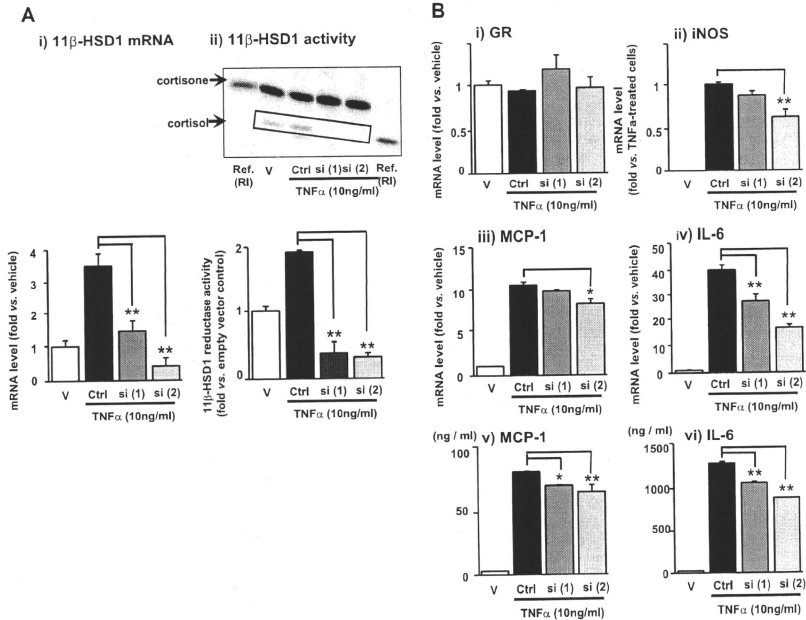 A
i) 11β-HSD1 mRNA
ii) 11β-HSD1 activity
cortisone
cortisol
Ref. (RI)
V
Ctrl si (1) si (2)
Ref. (RI)
TNFα (10ng/ml)
mRNA level (fold vs. vehicle)
4
3
2
1
0
**
**
V
Ctrl
si (1)
si (2)
TNFα (10ng/ml)
11β-HSD1 reductase activity
(fold vs. empty vector control)
2
1
0
**
**
V
Ctrl
si (1)
si (2)
TNFα (10ng/ml)
B
i) GR
mRNA level (fold vs. vehicle)
1.5
1
0.5
0
V
Ctrl
si (1)
si (2)
TNFα (10ng/ml)
ii) iNOS
mRNA level
(fold vs. TNFa-treated cells)
1.5
1
0.5
0
**
V
Ctrl
si (1)
si (2)
TNFα (10ng/ml)
iii) MCP-1
mRNA level (fold vs. vehicle)
15
10
5
0
*
V
Ctrl
si (1)
si (2)
TNFα (10ng/ml)
iv) IL-6
mRNA level (fold vs. vehicle)
50
40
30
20
10
0
**
**
V
Ctrl
si (1)
si (2)
TNFα (10ng/ml)
(ng / ml)
v) MCP-1
100
50
0
*
**
V
Ctrl
si (1)
si (2)
TNFα (10ng/ml)
(ng / ml)
vi) IL-6
1500
1000
500
0
**
**
V
Ctrl
si (1)
si (2)
TNFα (10ng/ml)